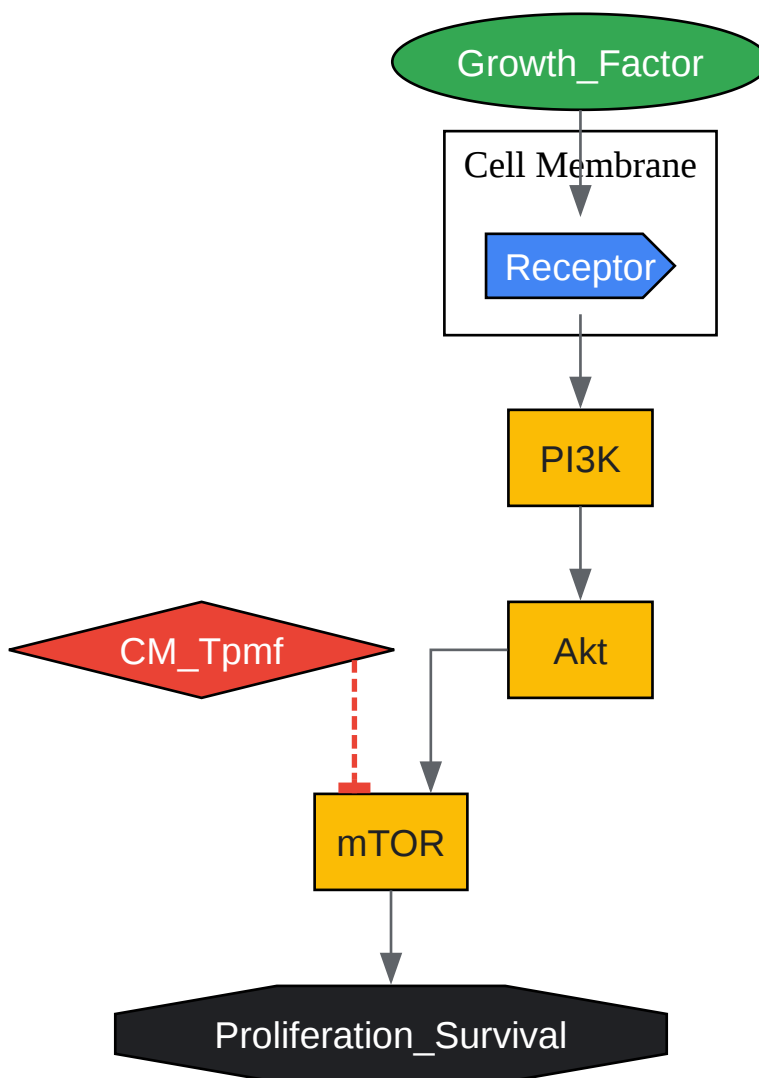 Growth_Factor
Cell Membrane
Receptor
PI3K
CM_Tpmf
Akt
mTOR
Proliferation_Survival